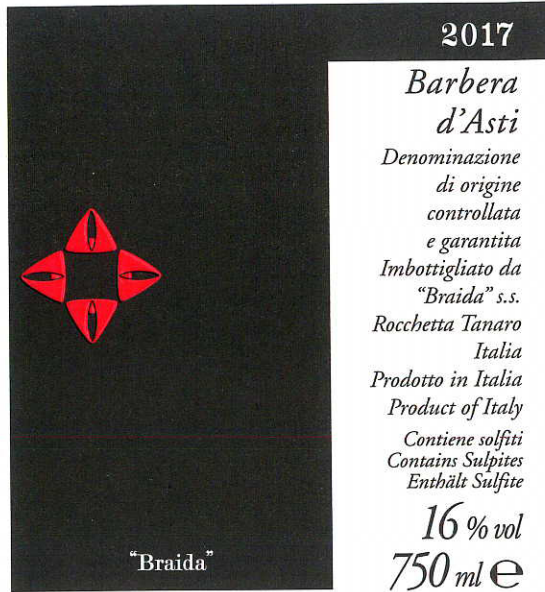 2017
Barbera
d'Asti
Denominazione
di origine
controllata
e garantita
Imbottigliato da
"Braida" s.s.
Rocchetta Tanaro
Italia
Prodotto in Italia
Product of Italy
Contiene solfiti
Contains Sulpites
Enthält Sulfite
16 % vol
750 ml ℮
"Braida"